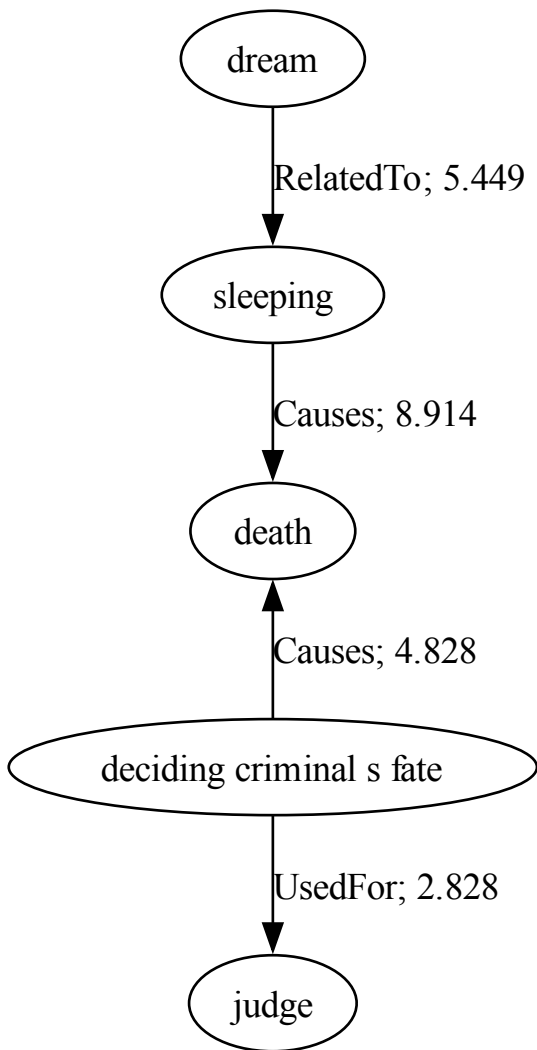 dream
RelatedTo; 5.449
sleeping
Causes; 8.914
death
Causes; 4.828
deciding criminal s fate
UsedFor; 2.828
judge